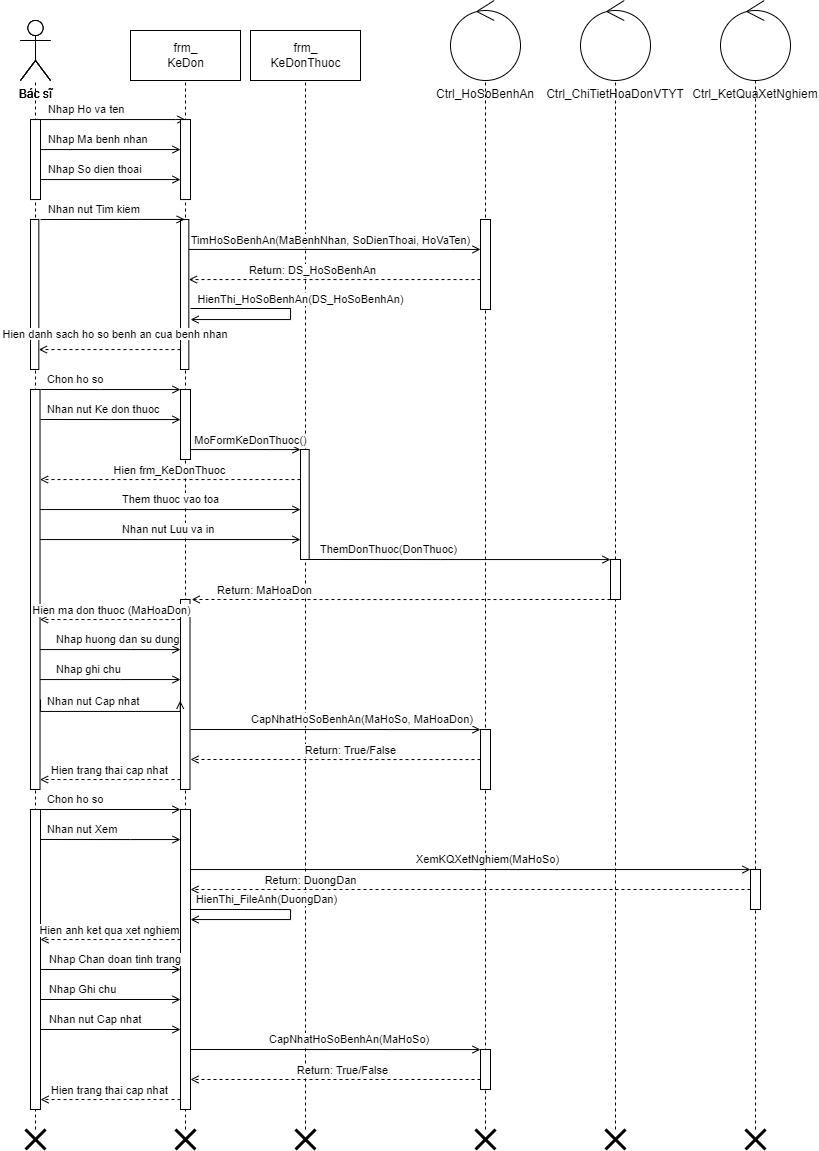 frm_
KeDon
frm_
KeDonThuoc
Bác sĩ
Ctrl_HoSoBenhAn
Ctrl_ChiTietHoaDonVTYT
Ctrl_KetQuaXetNghiem
Nhap Ho va ten
Nhap Ma benh nhan
Nhap So dien thoai
Nhan nut Tim kiem
TimHoSoBenhAn(MaBenhNhan, SoDienThoai, HoVaTen)
Return: DS_HoSoBenhAn
HienThi_HoSoBenhAn(DS_HoSoBenhAn)
Hien danh sach ho so benh an cua benh nhan
Chon ho so
Nhan nut Ke don thuoc
MoFormKeDonThuoc()
Hien frm_KeDonThuoc
Them thuoc vao toa
Nhan nut Luu va in
ThemDonThuoc(DonThuoc)
Return: MaHoaDon
Hien ma don thuoc (MaHoaDon)
Nhap huong dan su dung
Nhap ghi chu
Nhan nut Cap nhat
CapNhatHoSoBenhAn(MaHoSo, MaHoaDon)
Return: True/False
Hien trang thai cap nhat
Chon ho so
Nhan nut Xem
XemKQXetNghiem(MaHoSo)
Return: DuongDan
HienThi_FileAnh(DuongDan)
Hien anh ket qua xet nghiem
Nhap Chan doan tinh trang
Nhap Ghi chu
Nhan nut Cap nhat
CapNhatHoSoBenhAn(MaHoSo)
Return: True/False
Hien trang thai cap nhat